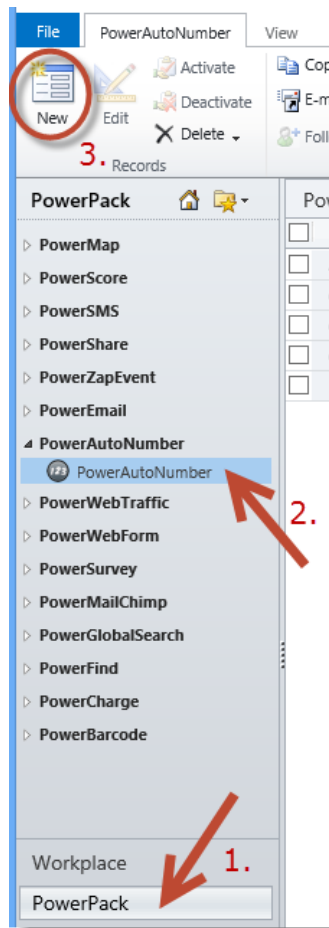 File PowerAutoNumber View
New
Edit
Activate
Deactivate
Delete
Records
3.
PowerPack
PowerMap
PowerScore
PowerSMS
PowerShare
PowerZapEvent
PowerEmail
PowerAutoNumber
123 PowerAutoNumber
PowerWebTraffic
2.
PowerWebForm
PowerSurvey
PowerMailChimp
PowerGlobalSearch
PowerFind
PowerCharge
PowerBarcode
Workplace
1.
PowerPack